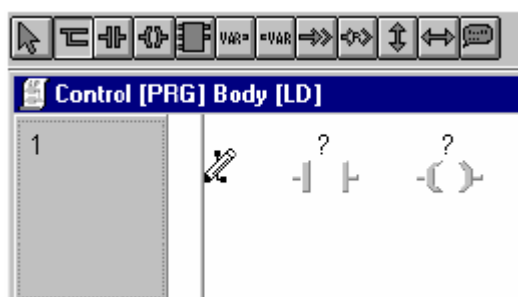 VAR= =VAR R
Control [PRG] Body [LD]
1 ? ?